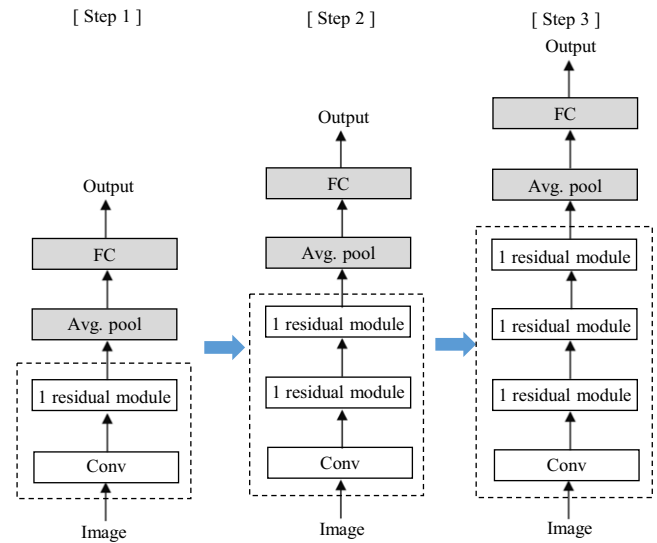 [ Step 1 ]
Output
FC
Avg. pool
1 residual module
Conv
Image
[ Step 2 ]
Output
FC
Avg. pool
1 residual module
1 residual module
Conv
Image
[ Step 3 ]
Output
FC
Avg. pool
1 residual module
1 residual module
1 residual module
Conv
Image